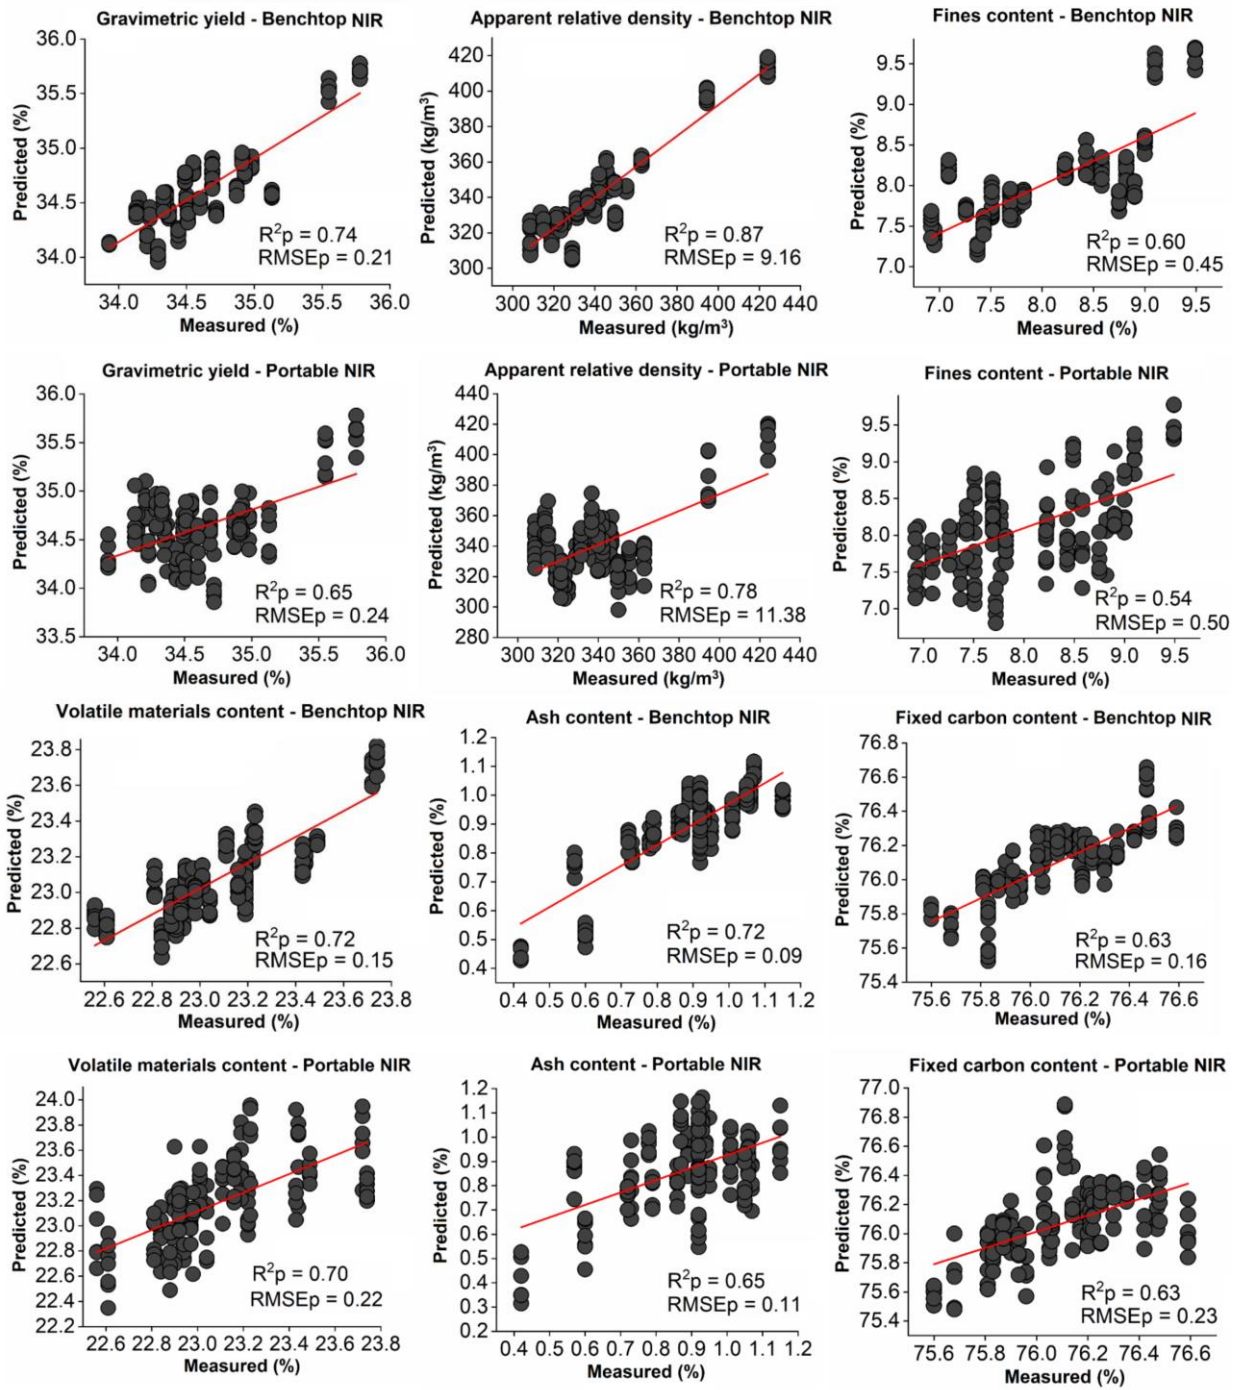 Gravimetric yield - Benchtop NIR
36.0
35.5
35.0
34.5
34.0
Predicted (%)
R²p = 0.74
RMSEp = 0.21
34.0 34.5 35.0 35.5 36.0
Measured (%)
Apparent relative density - Benchtop NIR
420
400
380
360
340
320
300
Predicted (kg/m³)
R²p = 0.87
RMSEp = 9.16
300 320 340 360 380 400 420 440
Measured (kg/m³)
Fines content - Benchtop NIR
9.5
9.0
8.5
8.0
7.5
7.0
Predicted (%)
R²p = 0.60
RMSEp = 0.45
7.0 7.5 8.0 8.5 9.0 9.5
Measured (%)
Gravimetric yield - Portable NIR
36.0
35.5
35.0
34.5
34.0
33.5
Predicted (%)
R²p = 0.65
RMSEp = 0.24
34.0 34.5 35.0 35.5 36.0
Measured (%)
Apparent relative density - Portable NIR
440
420
400
380
360
340
320
300
280
Predicted (kg/m³)
R²p = 0.78
RMSEp = 11.38
300 320 340 360 380 400 420 440
Measured (kg/m³)
Fines content - Portable NIR
9.5
9.0
8.5
8.0
7.5
7.0
Predicted (%)
R²p = 0.54
RMSEp = 0.50
7.0 7.5 8.0 8.5 9.0 9.5
Measured (%)
Volatile materials content - Benchtop NIR
23.8
23.6
23.4
23.2
23.0
22.8
22.6
Predicted (%)
R²p = 0.72
RMSEp = 0.15
22.6 22.8 23.0 23.2 23.4 23.6 23.8
Measured (%)
Ash content - Benchtop NIR
1.2
1.1
1.0
0.9
0.8
0.7
0.6
0.5
0.4
Predicted (%)
R²p = 0.72
RMSEp = 0.09
0.4 0.5 0.6 0.7 0.8 0.9 1.0 1.1 1.2
Measured (%)
Fixed carbon content - Benchtop NIR
76.8
76.6
76.4
76.2
76.0
75.8
75.6
75.4
Predicted (%)
R²p = 0.63
RMSEp = 0.16
75.6 75.8 76.0 76.2 76.4 76.6
Measured (%)
Volatile materials content - Portable NIR
24.0
23.8
23.6
23.4
23.2
23.0
22.8
22.6
22.4
22.2
Predicted (%)
R²p = 0.70
RMSEp = 0.22
22.6 22.8 23.0 23.2 23.4 23.6 23.8
Measured (%)
Ash content - Portable NIR
1.2
1.1
1.0
0.9
0.8
0.7
0.6
0.5
0.4
0.3
0.2
Predicted (%)
R²p = 0.65
RMSEp = 0.11
0.4 0.5 0.6 0.7 0.8 0.9 1.0 1.1 1.2
Measured (%)
Fixed carbon content - Portable NIR
77.0
76.8
76.6
76.4
76.2
76.0
75.8
75.6
75.4
Predicted (%)
R²p = 0.63
RMSEp = 0.23
75.6 75.8 76.0 76.2 76.4 76.6
Measured (%)